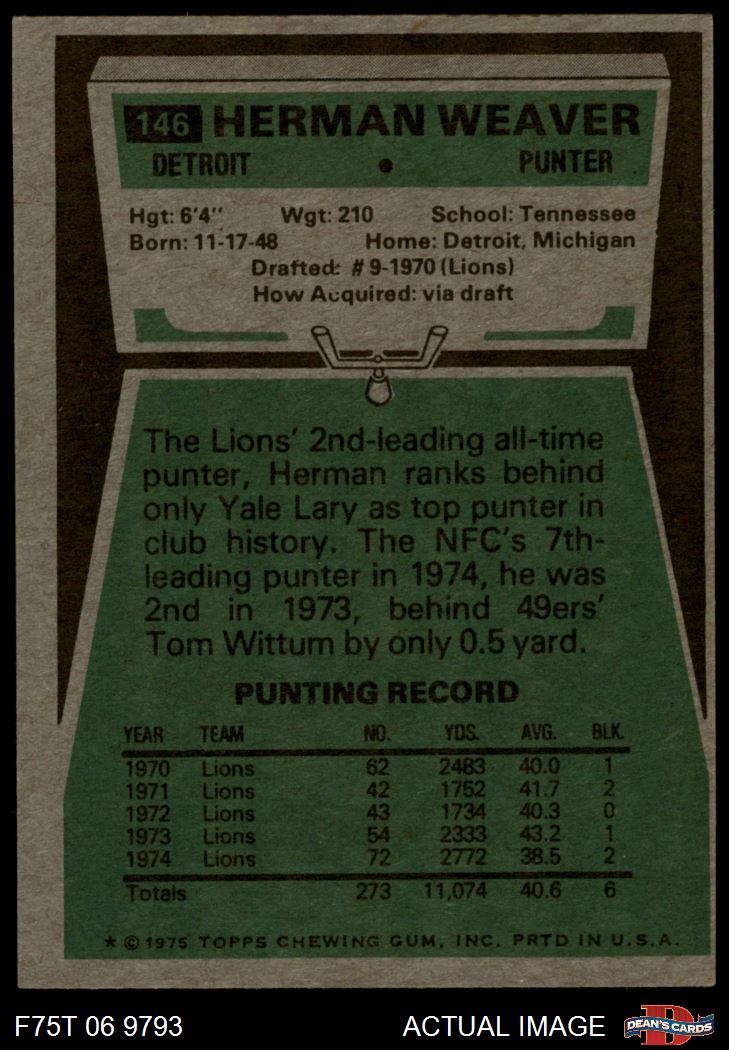 146 HERMAN WEAVER
DETROIT • PUNTER
Hgt: 6'4" Wgt: 210 School: Tennessee
Born: 11-17-48 Home: Detroit, Michigan
Drafted: #9-1970 (Lions)
How Acquired: via draft
The Lions' 2nd-leading all-time
punter, Herman ranks behind
only Yale Lary as top punter in
club history. The NFC's 7th-
leading punter in 1974, he was
2nd in 1973, behind 49ers'
Tom Wittum by only 0.5 yard.
PUNTING RECORD
YEAR TEAM NO. YDS. AVG. BLK.
1970 Lions 62 2483 40.0 1
1971 Lions 42 1752 41.7 2
1972 Lions 43 1734 40.3 0
1973 Lions 54 2333 43.2 1
1974 Lions 72 2772 38.5 2
Totals 273 11,074 40.6 6
* © 1975 TOPPS CHEWING GUM, INC. PRTD IN U.S.A.
F75T 06 9793 ACTUAL IMAGE DEAN'S CARDS